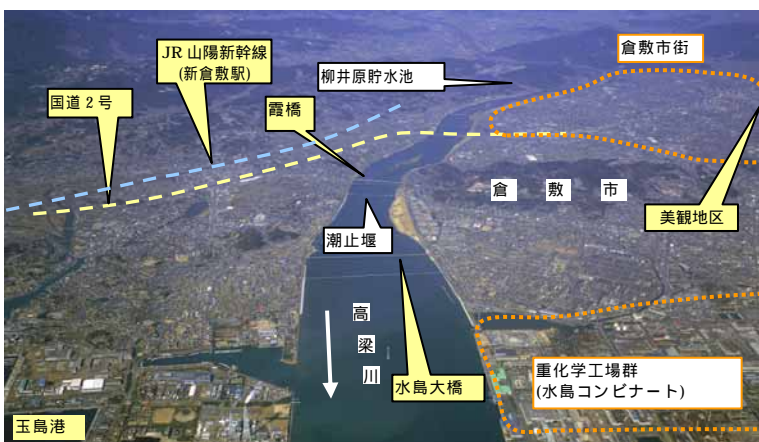 倉敷市街
JR 山陽新幹線
(新倉敷駅)
柳井原貯水池
国道２号
霞橋
倉敷市
美観地区
潮止堰
高梁川
重化学工場群
(水島コンビナート)
水島大橋
玉島港